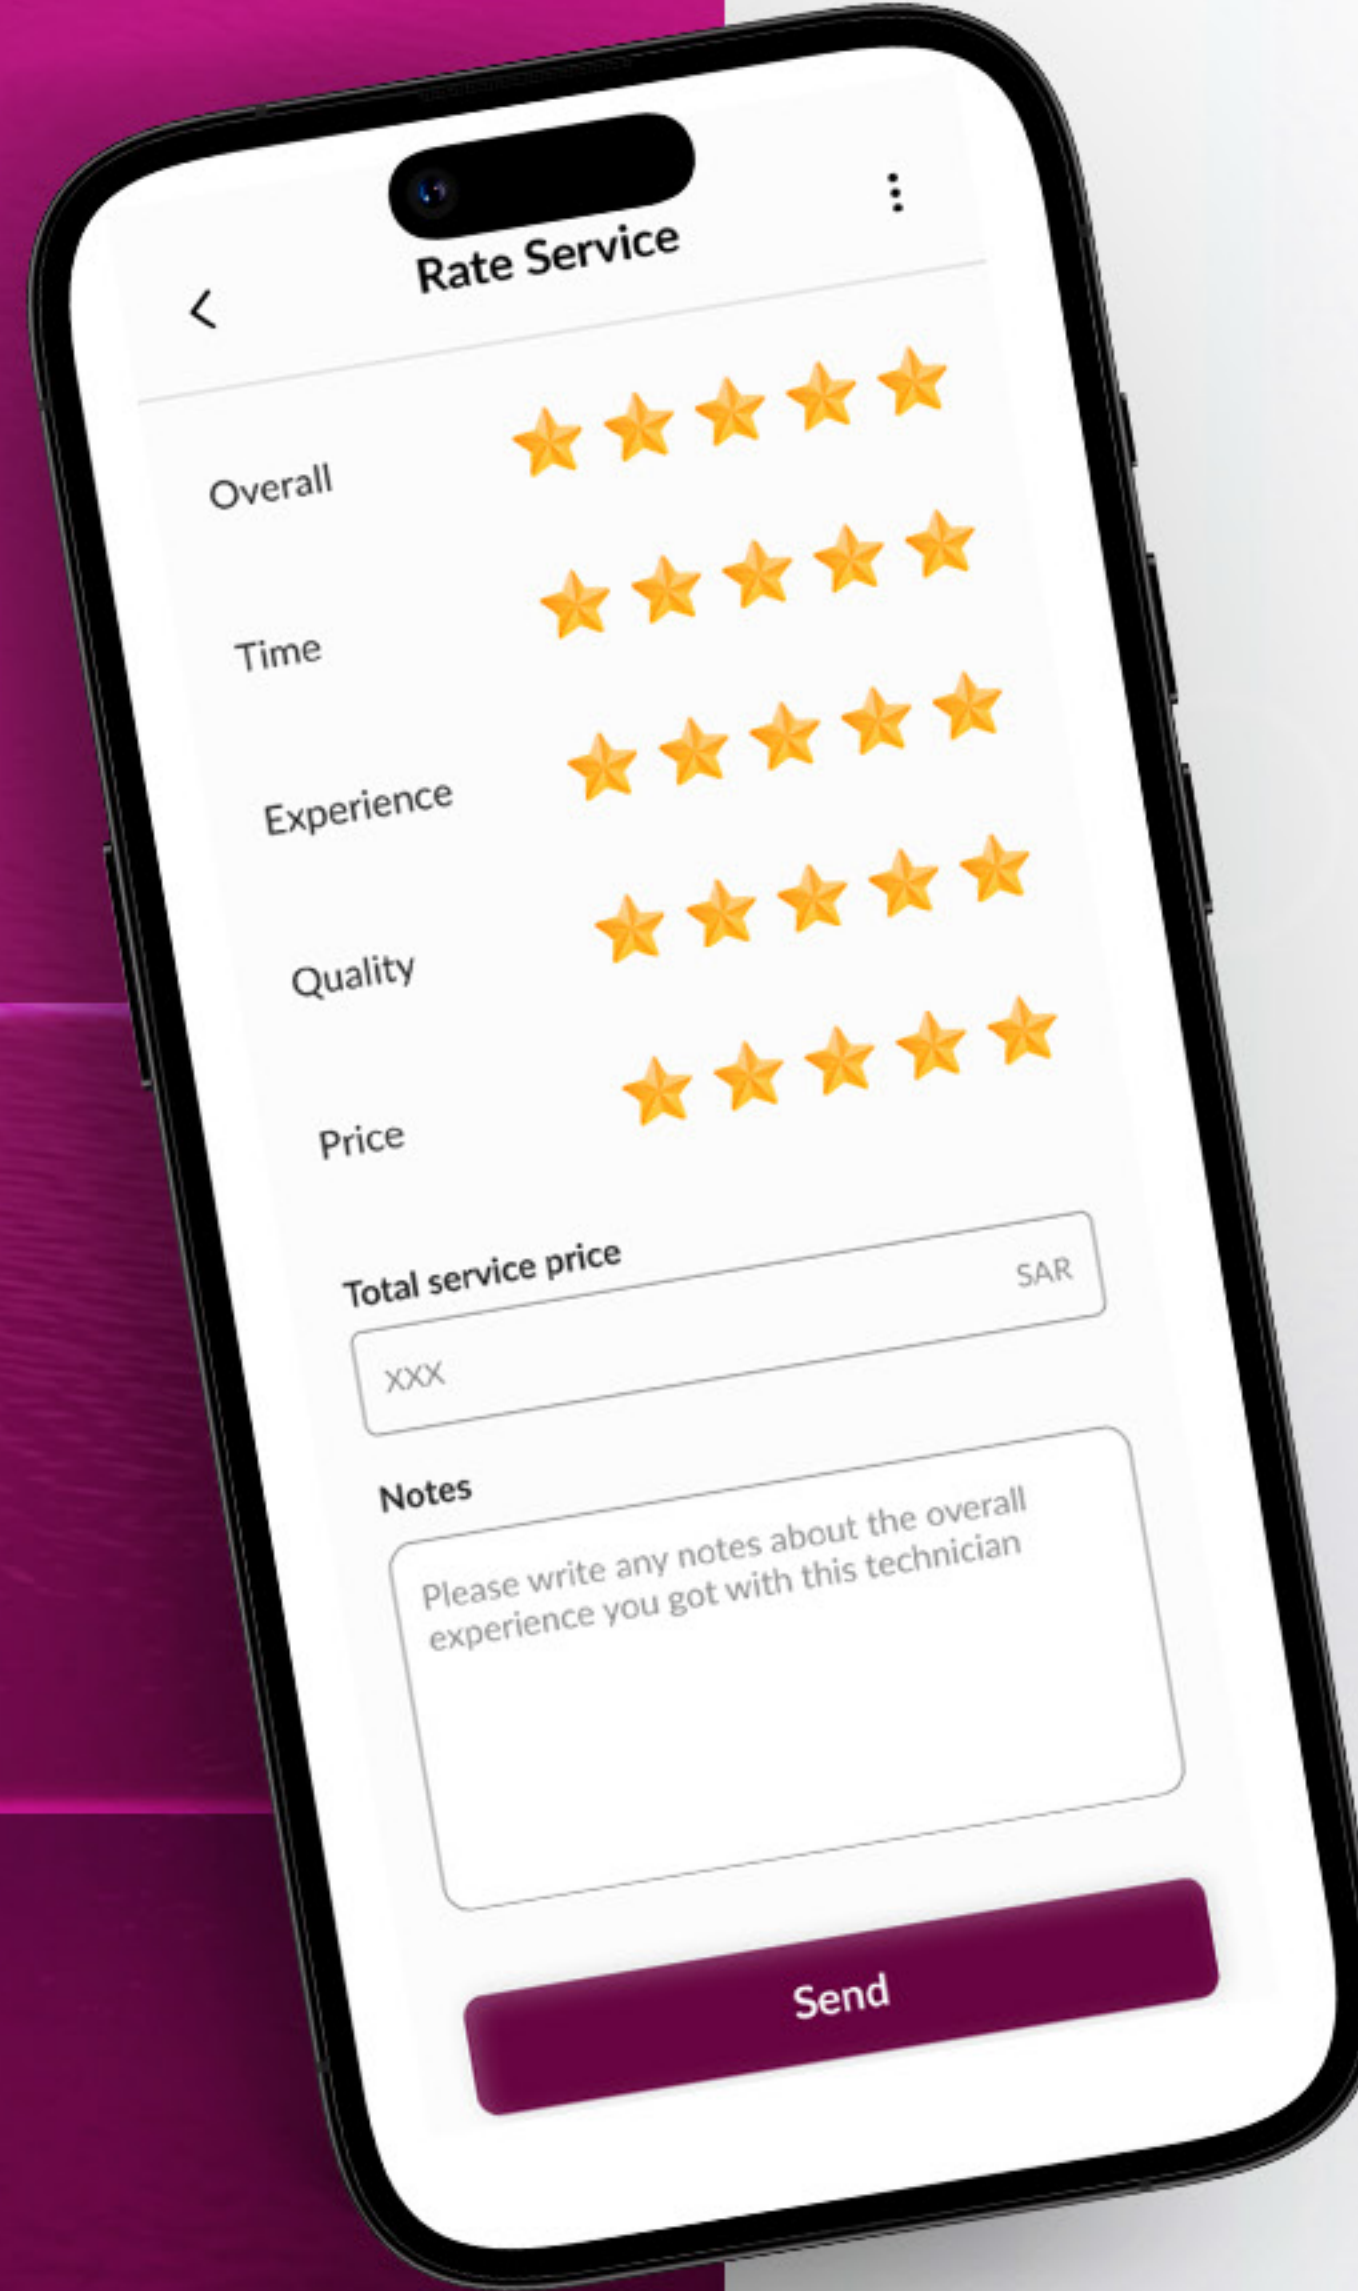 Rate Service
Overall
Time
Experience
Quality
Price
Total service price
XXX SAR
Notes
Please write any notes about the overall
experience you got with this technician
Send